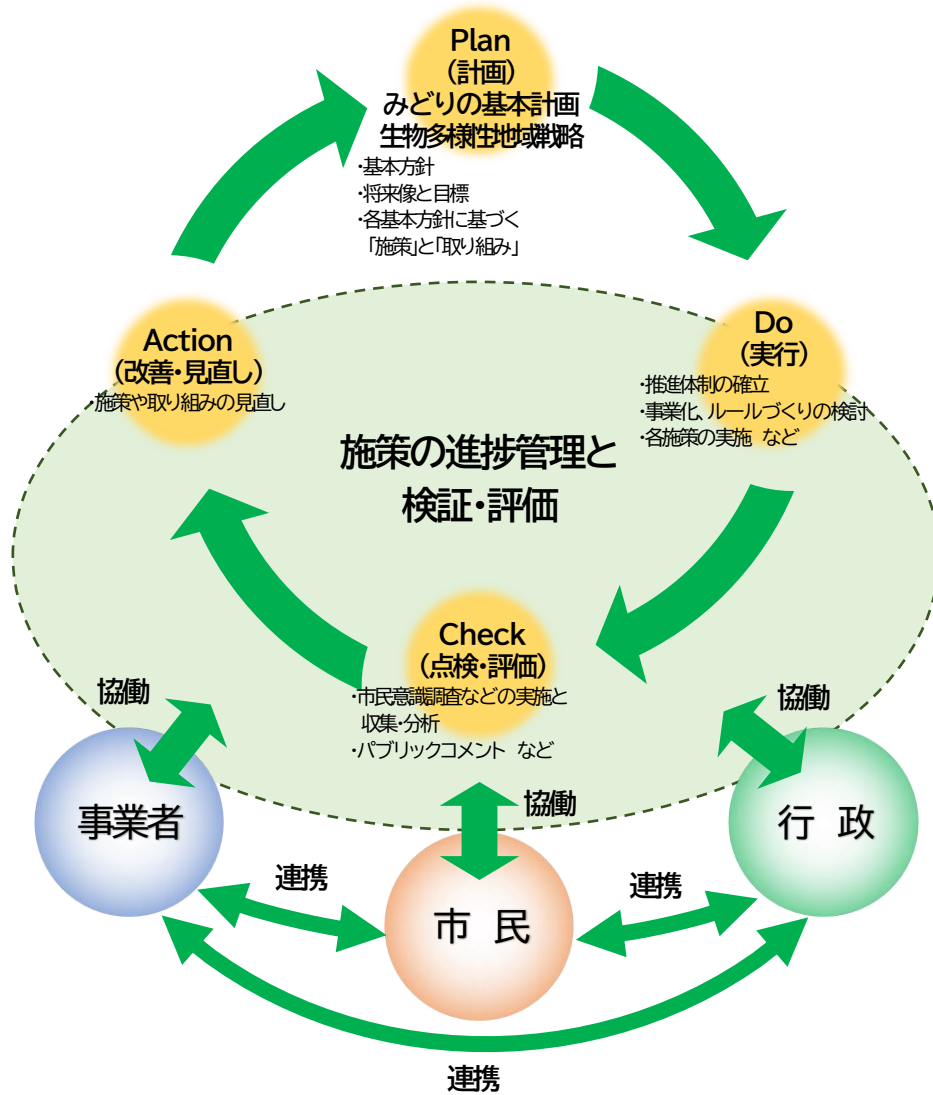 Plan
（計画）
みどりの基本計画
生物多様性地域戦略
・基本方針
・将来像と目標
・各基本方針に基づく
「施策」と「取り組み」
Action
（改善・見直し）
・施策や取り組みの見直し
Do
（実行）
・推進体制の確立
・事業化、ルールづくりの検討
・各施策の実施　など
施策の進捗管理と
検証・評価
Check
（点検・評価）
・市民意識調査などの実施と
収集・分析
・パブリックコメント　など
協働
協働
協働
事業者
市 民
行 政
連携
連携
連携